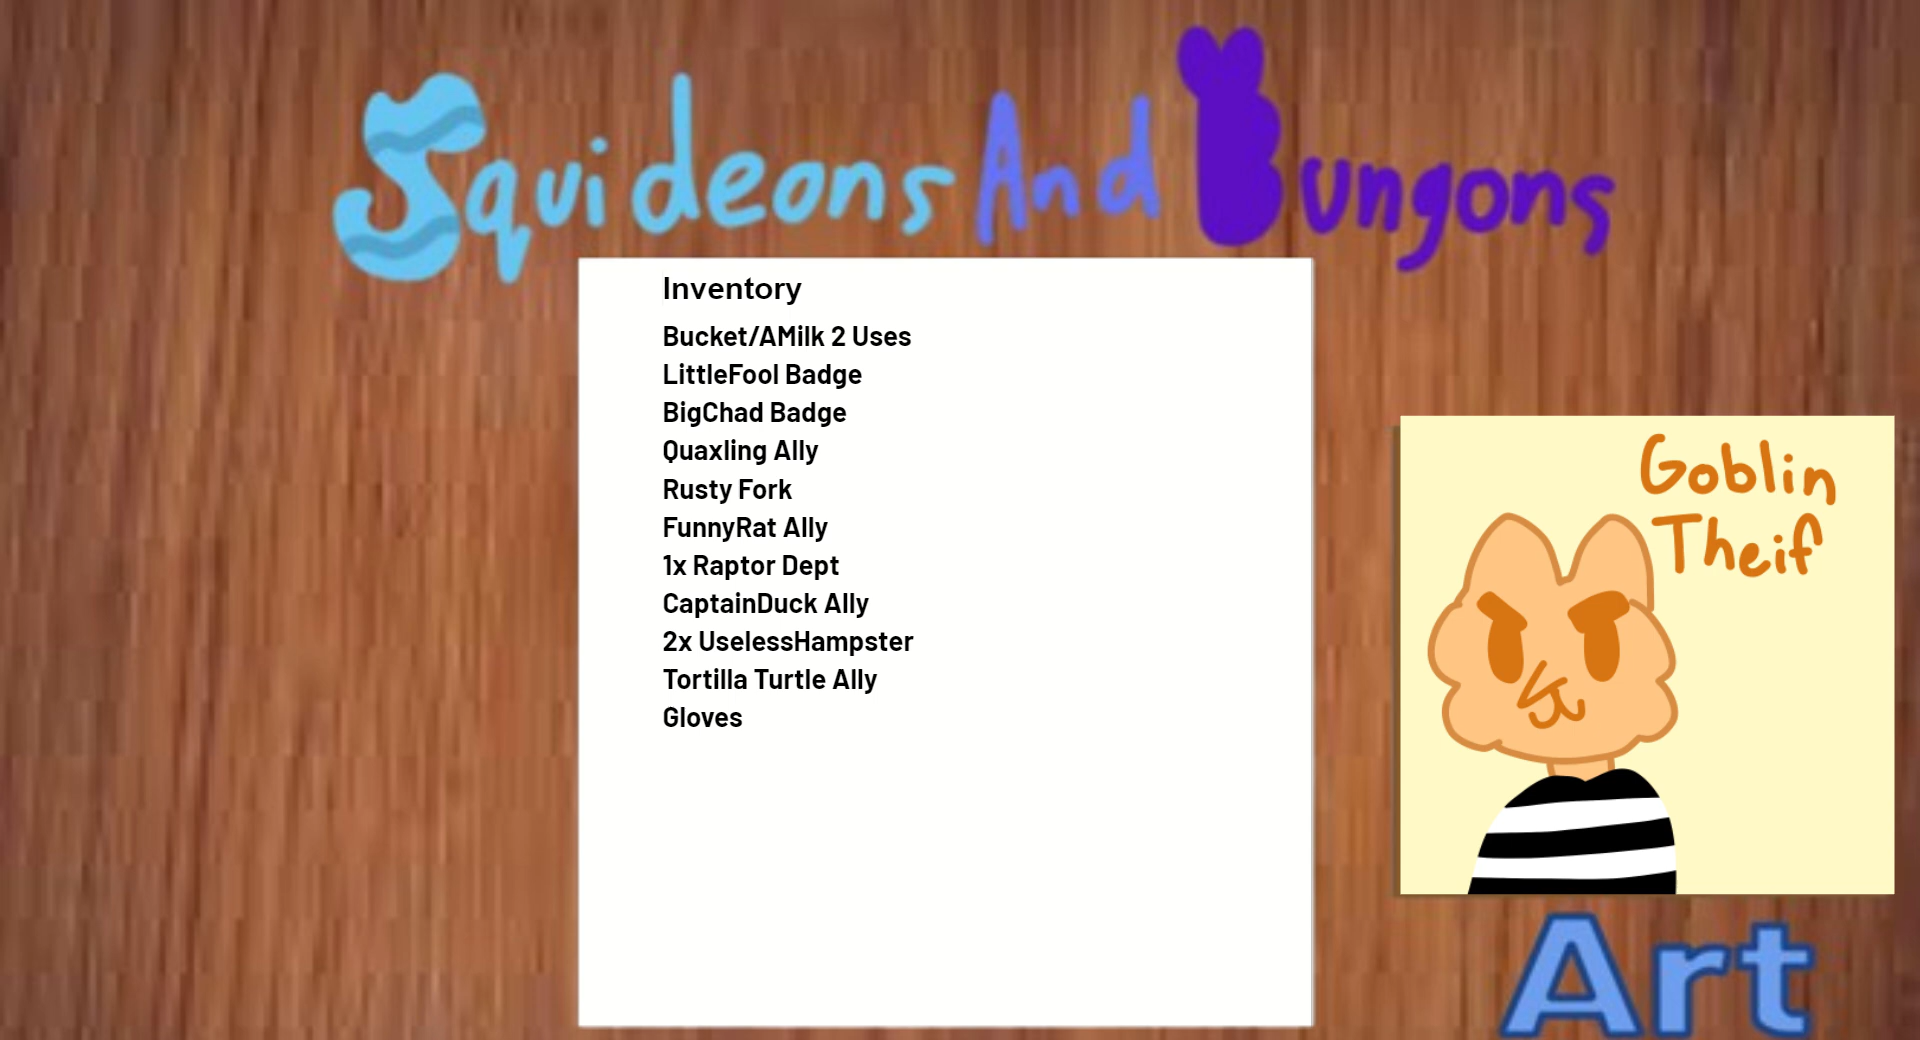 Squideons And Bungons
Inventory
Bucket/AMilk 2 Uses
LittleFool Badge
BigChad Badge
Quaxling Ally
Rusty Fork
FunnyRat Ally
1x Raptor Dept
CaptainDuck Ally
2x UselessHampster
Tortilla Turtle Ally
Gloves
Goblin
Theif
Art